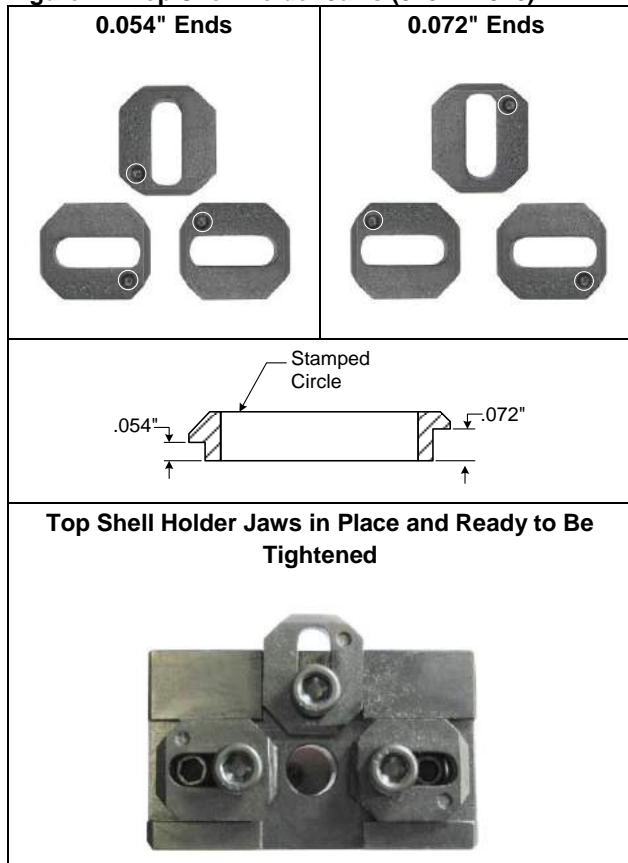 0.054" Ends
0.072" Ends
Stamped
Circle
.054"
.072"
Top Shell Holder Jaws in Place and Ready to Be
Tightened